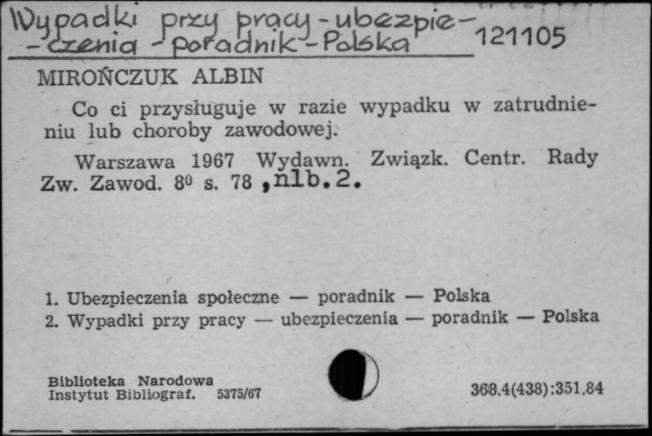 Wypadki przy pracy - ubezpie-
- czenia - poradnik - Polska 121105
MIROŃCZUK ALBIN
Co ci przysługuje w razie wypadku w zatrudnie-
niu lub choroby zawodowej.
Warszawa 1967 Wydawn. Związk. Centr. Rady
Zw. Zawod. 8⁰ s. 78 ,nlb.2.
1. Ubezpieczenia społeczne — poradnik — Polska
2. Wypadki przy pracy — ubezpieczenia — poradnik — Polska
Biblioteka Narodowa
Instytut Bibliograf. 5375/67
368.4(438):351.84